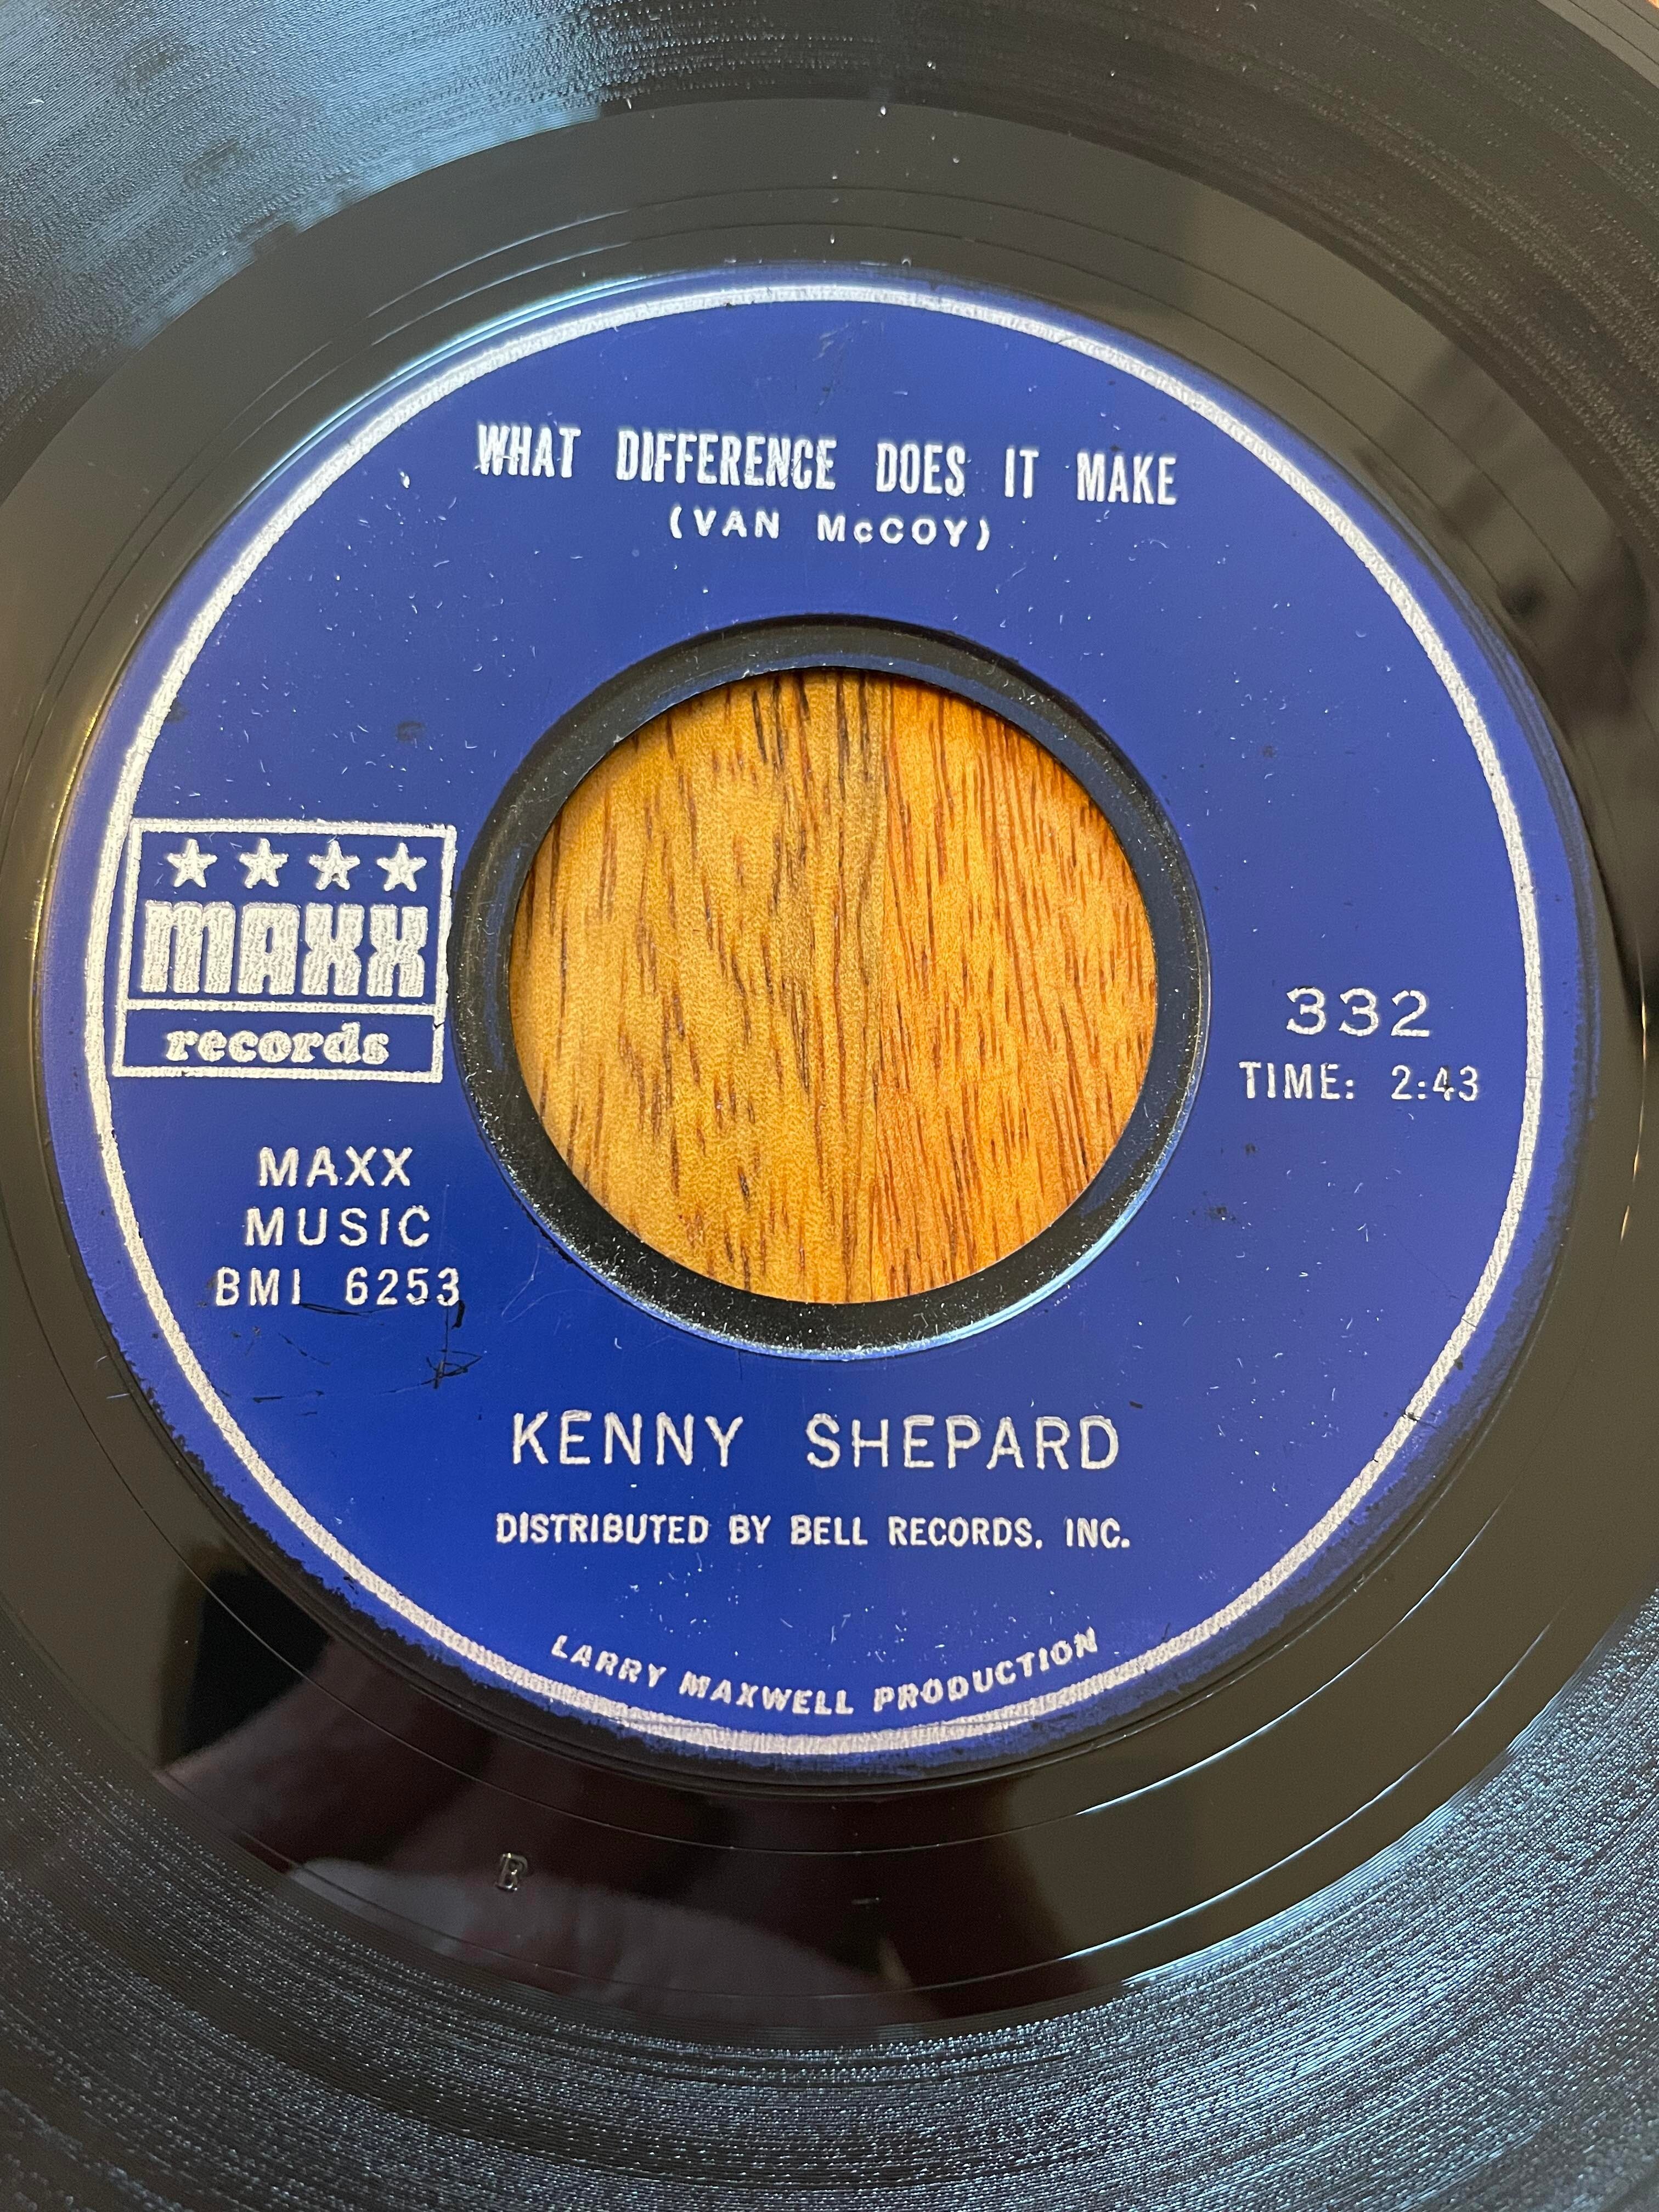 WHAT DIFFERENCE DOES IT MAKE
(VAN McCOY)
MAXX
records
MAXX
MUSIC
BMI 6253
332
TIME: 2:43
KENNY SHEPARD
DISTRIBUTED BY BELL RECORDS, INC.
LARRY MAXWELL PRODUCTION
B